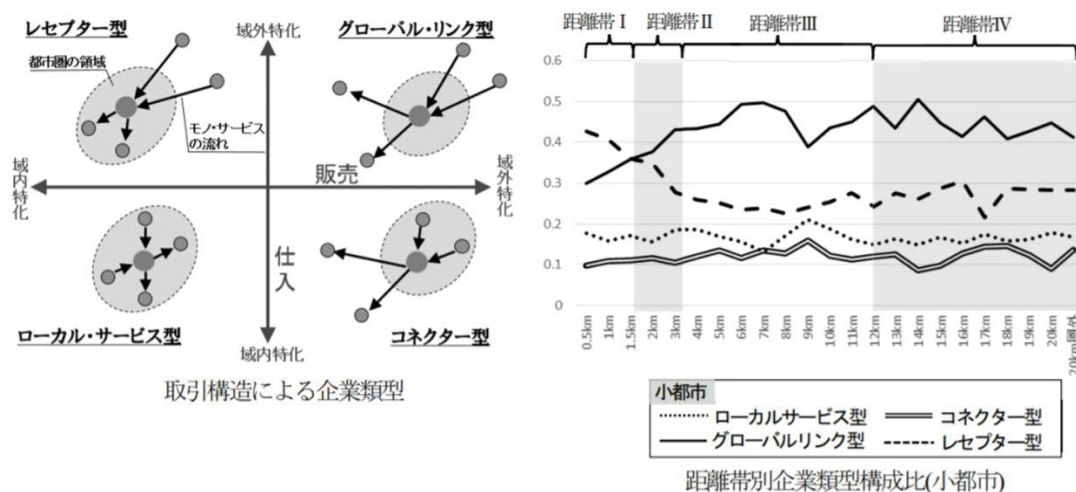 レセプター型
域外特化
グローバル・リンク型
都市圏の領域
モノ・サービス
の流れ
域内特化
販売
域外特化
仕入
ローカル・サービス型
域内特化
コネクター型
取引構造による企業類型
距離帯Ⅰ
距離帯Ⅱ
距離帯Ⅲ
距離帯Ⅳ
0.6
0.5
0.4
0.3
0.2
0.1
0
0.5km
1km
1.5km
2km
3km
4km
5km
6km
7km
8km
9km
10km
11km
12km
13km
14km
15km
16km
17km
18km
19km
20km
20km圏外
小都市
ローカルサービス型
コネクター型
グローバルリンク型
レセプター型
距離帯別企業類型構成比(小都市)